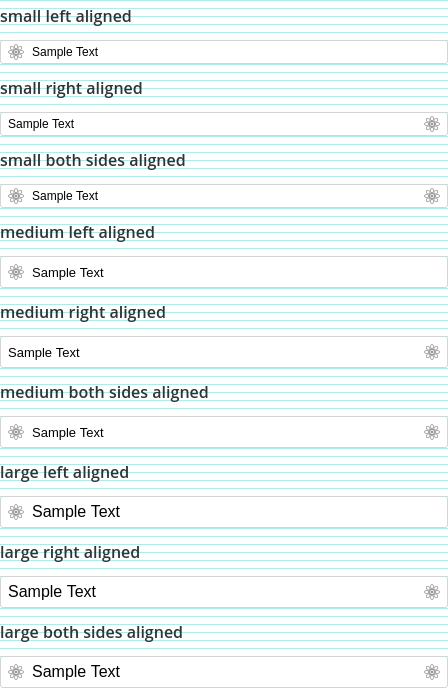 small left aligned
Sample Text
small right aligned
Sample Text
small both sides aligned
Sample Text
medium left aligned
Sample Text
medium right aligned
Sample Text
medium both sides aligned
Sample Text
large left aligned
Sample Text
large right aligned
Sample Text
large both sides aligned
Sample Text